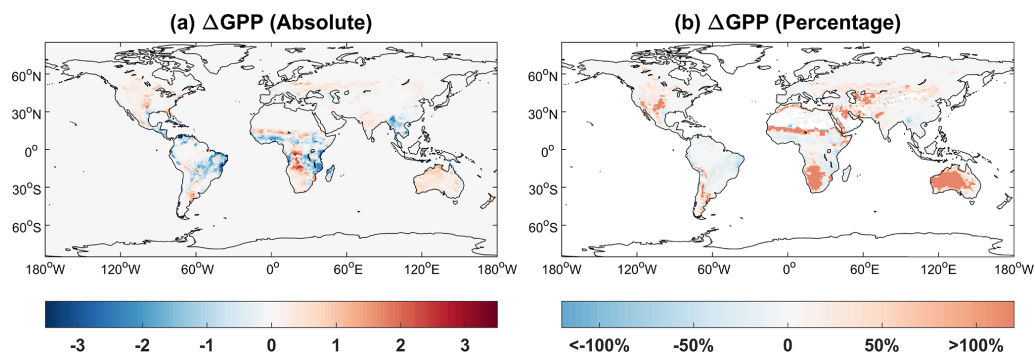 (a) ΔGPP (Absolute)
(b) ΔGPP (Percentage)
60°N
30°N
0°
30°S
60°S
180°W 120°W 60°W 0° 60°E 120°E 180°W
60°N
30°N
0°
30°S
60°S
180°W 120°W 60°W 0° 60°E 120°E 180°W
-3 -2 -1 0 1 2 3
<-100% -50% 0 50% >100%